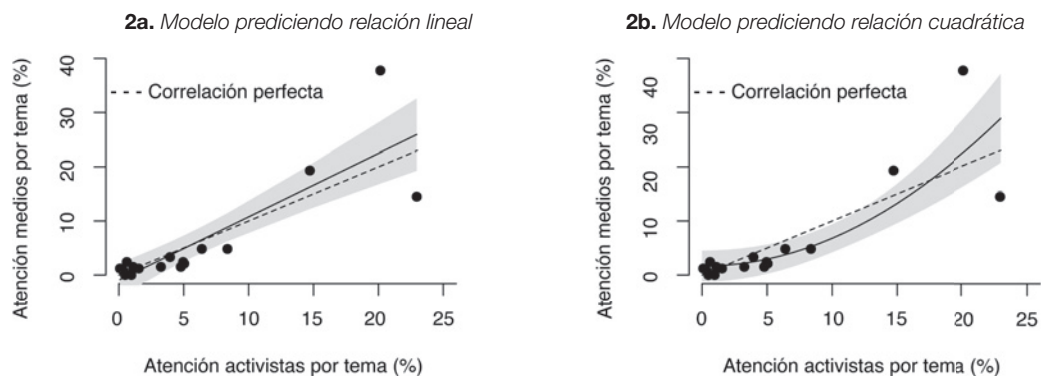 2a. Modelo prediciendo relación lineal
Atención medios por tema (%)
40
30
20
10
0
Correlación perfecta
0 5 10 15 20 25
Atención activistas por tema (%)
2b. Modelo prediciendo relación cuadrática
Atención medios por tema (%)
40
30
20
10
0
Correlación perfecta
0 5 10 15 20 25
Atención activistas por tema (%)